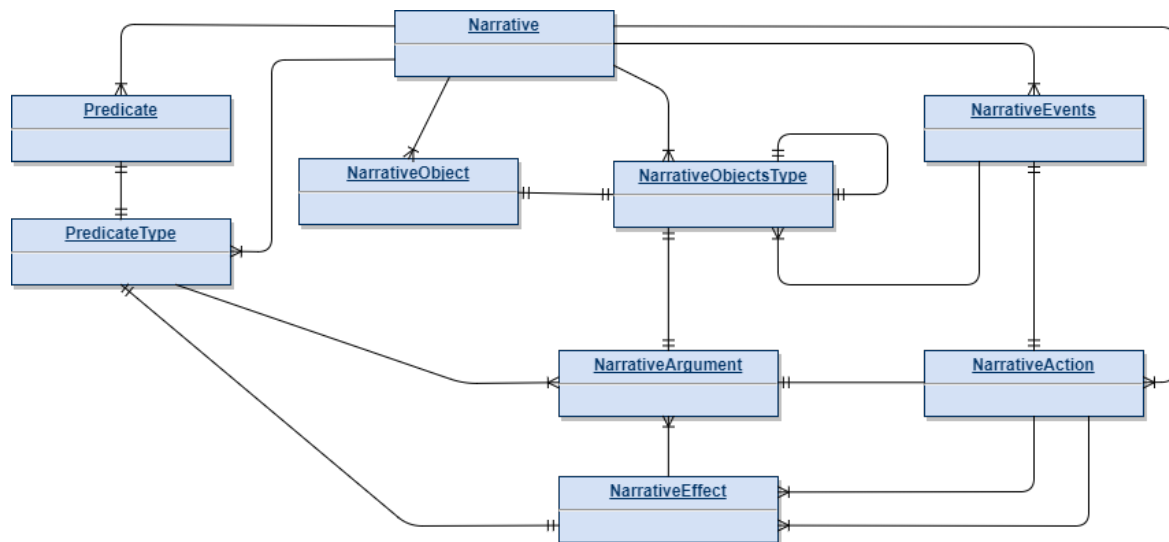 Narrative
Predicate
NarrativeEvents
NarrativeObject
NarrativeObjectsType
PredicateType
NarrativeArgument
NarrativeAction
NarrativeEffect